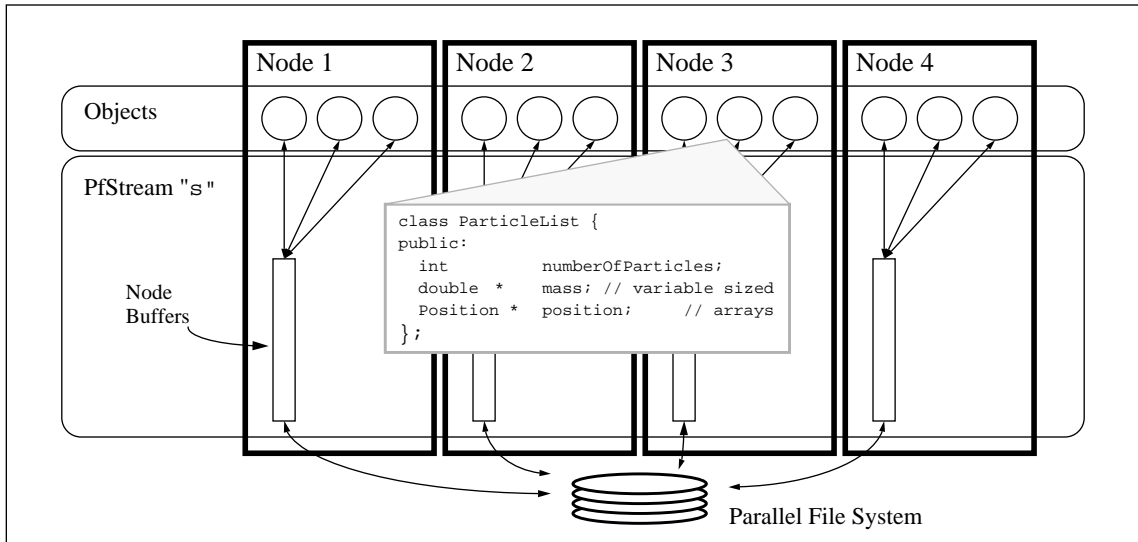 Node 1
Node 2
Node 3
Node 4
Objects
PfStream "s"
class ParticleList {
public:
int numberOfParticles;
double * mass; // variable sized
Position * position; // arrays
};
Node
Buffers
Parallel File System